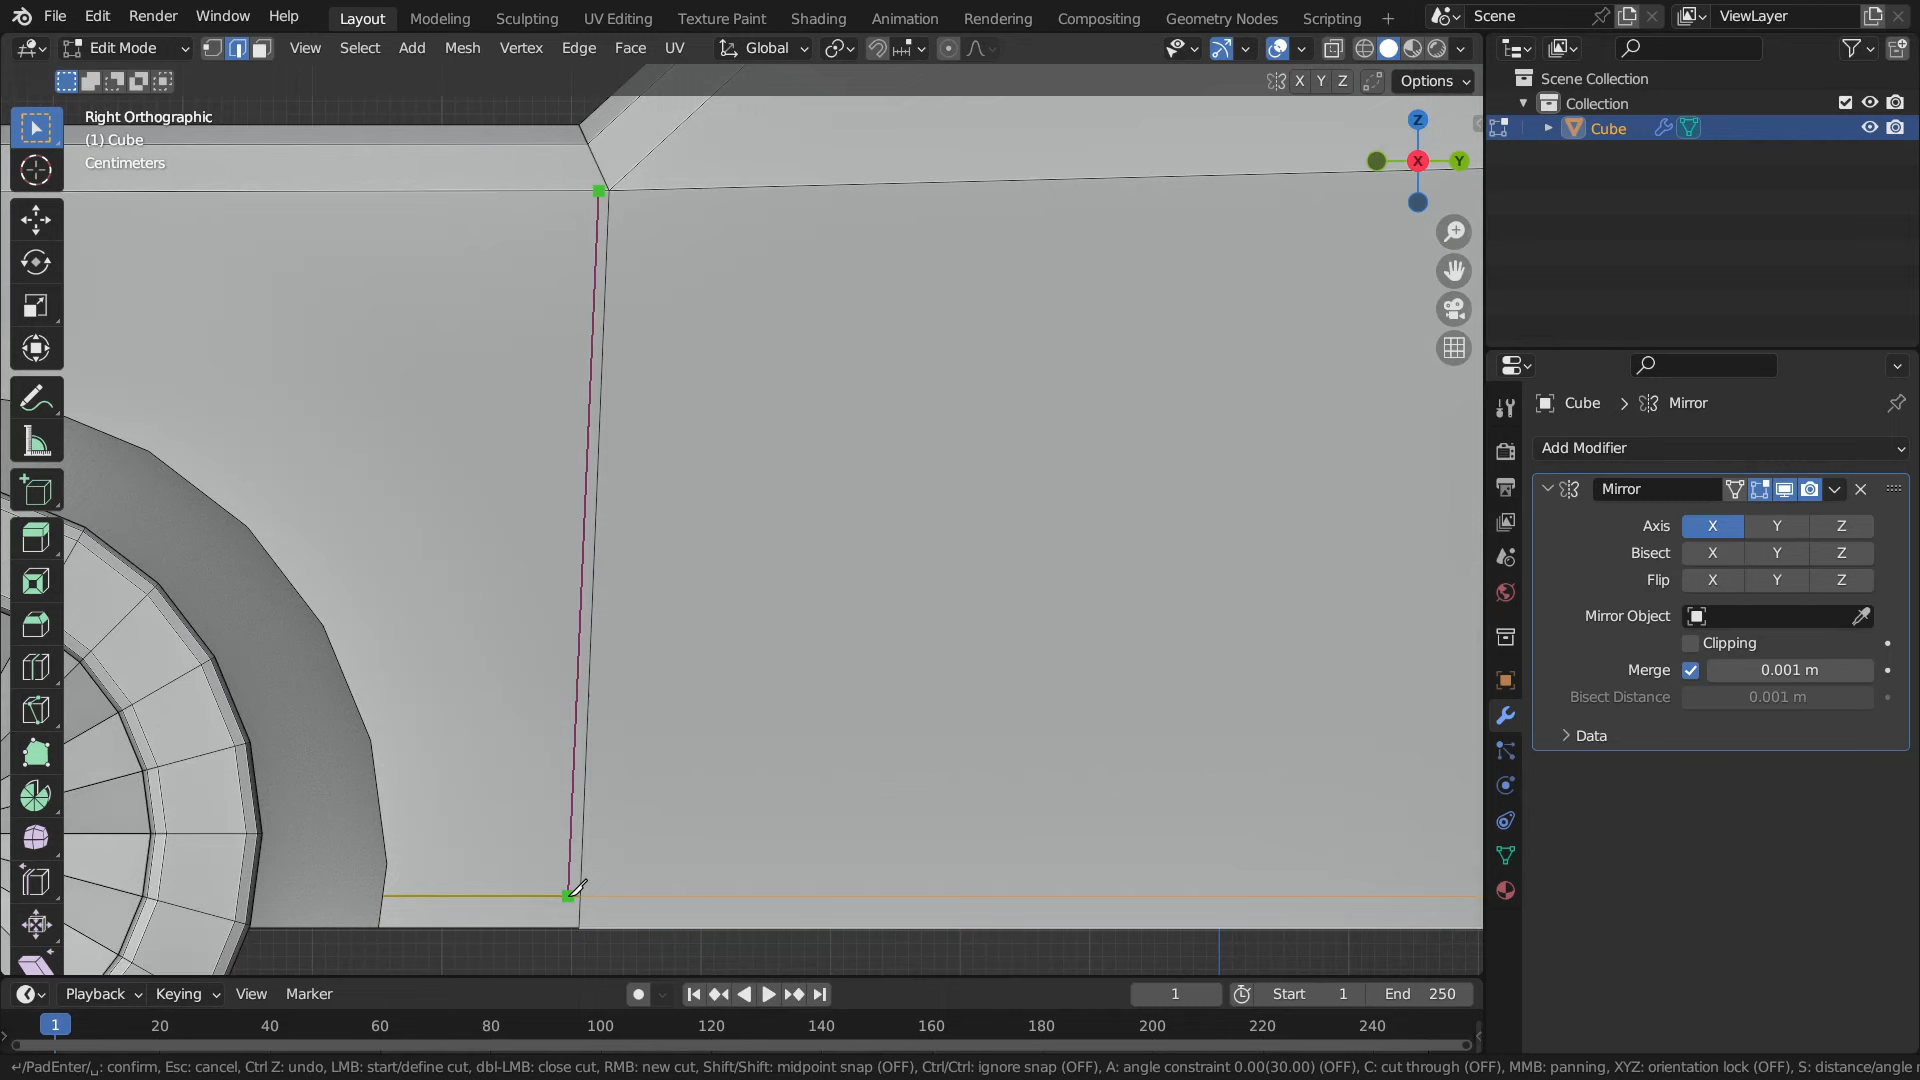 File Edit Render Window Help Layout Modeling Sculpting UV Editing Texture Paint Shading Animation Rendering Compositing Geometry Nodes Scripting + Scene ViewLayer
Edit Mode View Select Add Mesh Vertex Edge Face UV Global
X Y Z Options
Scene Collection
Collection
Cube
Right Orthographic
(1) Cube
Centimeters
Z
X
Y
Cube Mirror
Add Modifier
Mirror
Axis X Y Z
Bisect X Y Z
Flip X Y Z
Mirror Object
Clipping
Merge 0.001 m
Bisect Distance 0.001 m
Data
Playback Keying View Marker 1 Start 1 End 250
1 20 40 60 80 100 120 140 160 180 200 220 240
↵/PadEnter/␣: confirm, Esc: cancel, Ctrl Z: undo, LMB: start/define cut, dbl-LMB: close cut, RMB: new cut, Shift/Shift: midpoint snap (OFF), Ctrl/Ctrl: ignore snap (OFF), A: angle constraint 0.00(30.00) (OFF), C: cut through (OFF), MMB: panning, XYZ: orientation lock (OFF), S: distance/angle